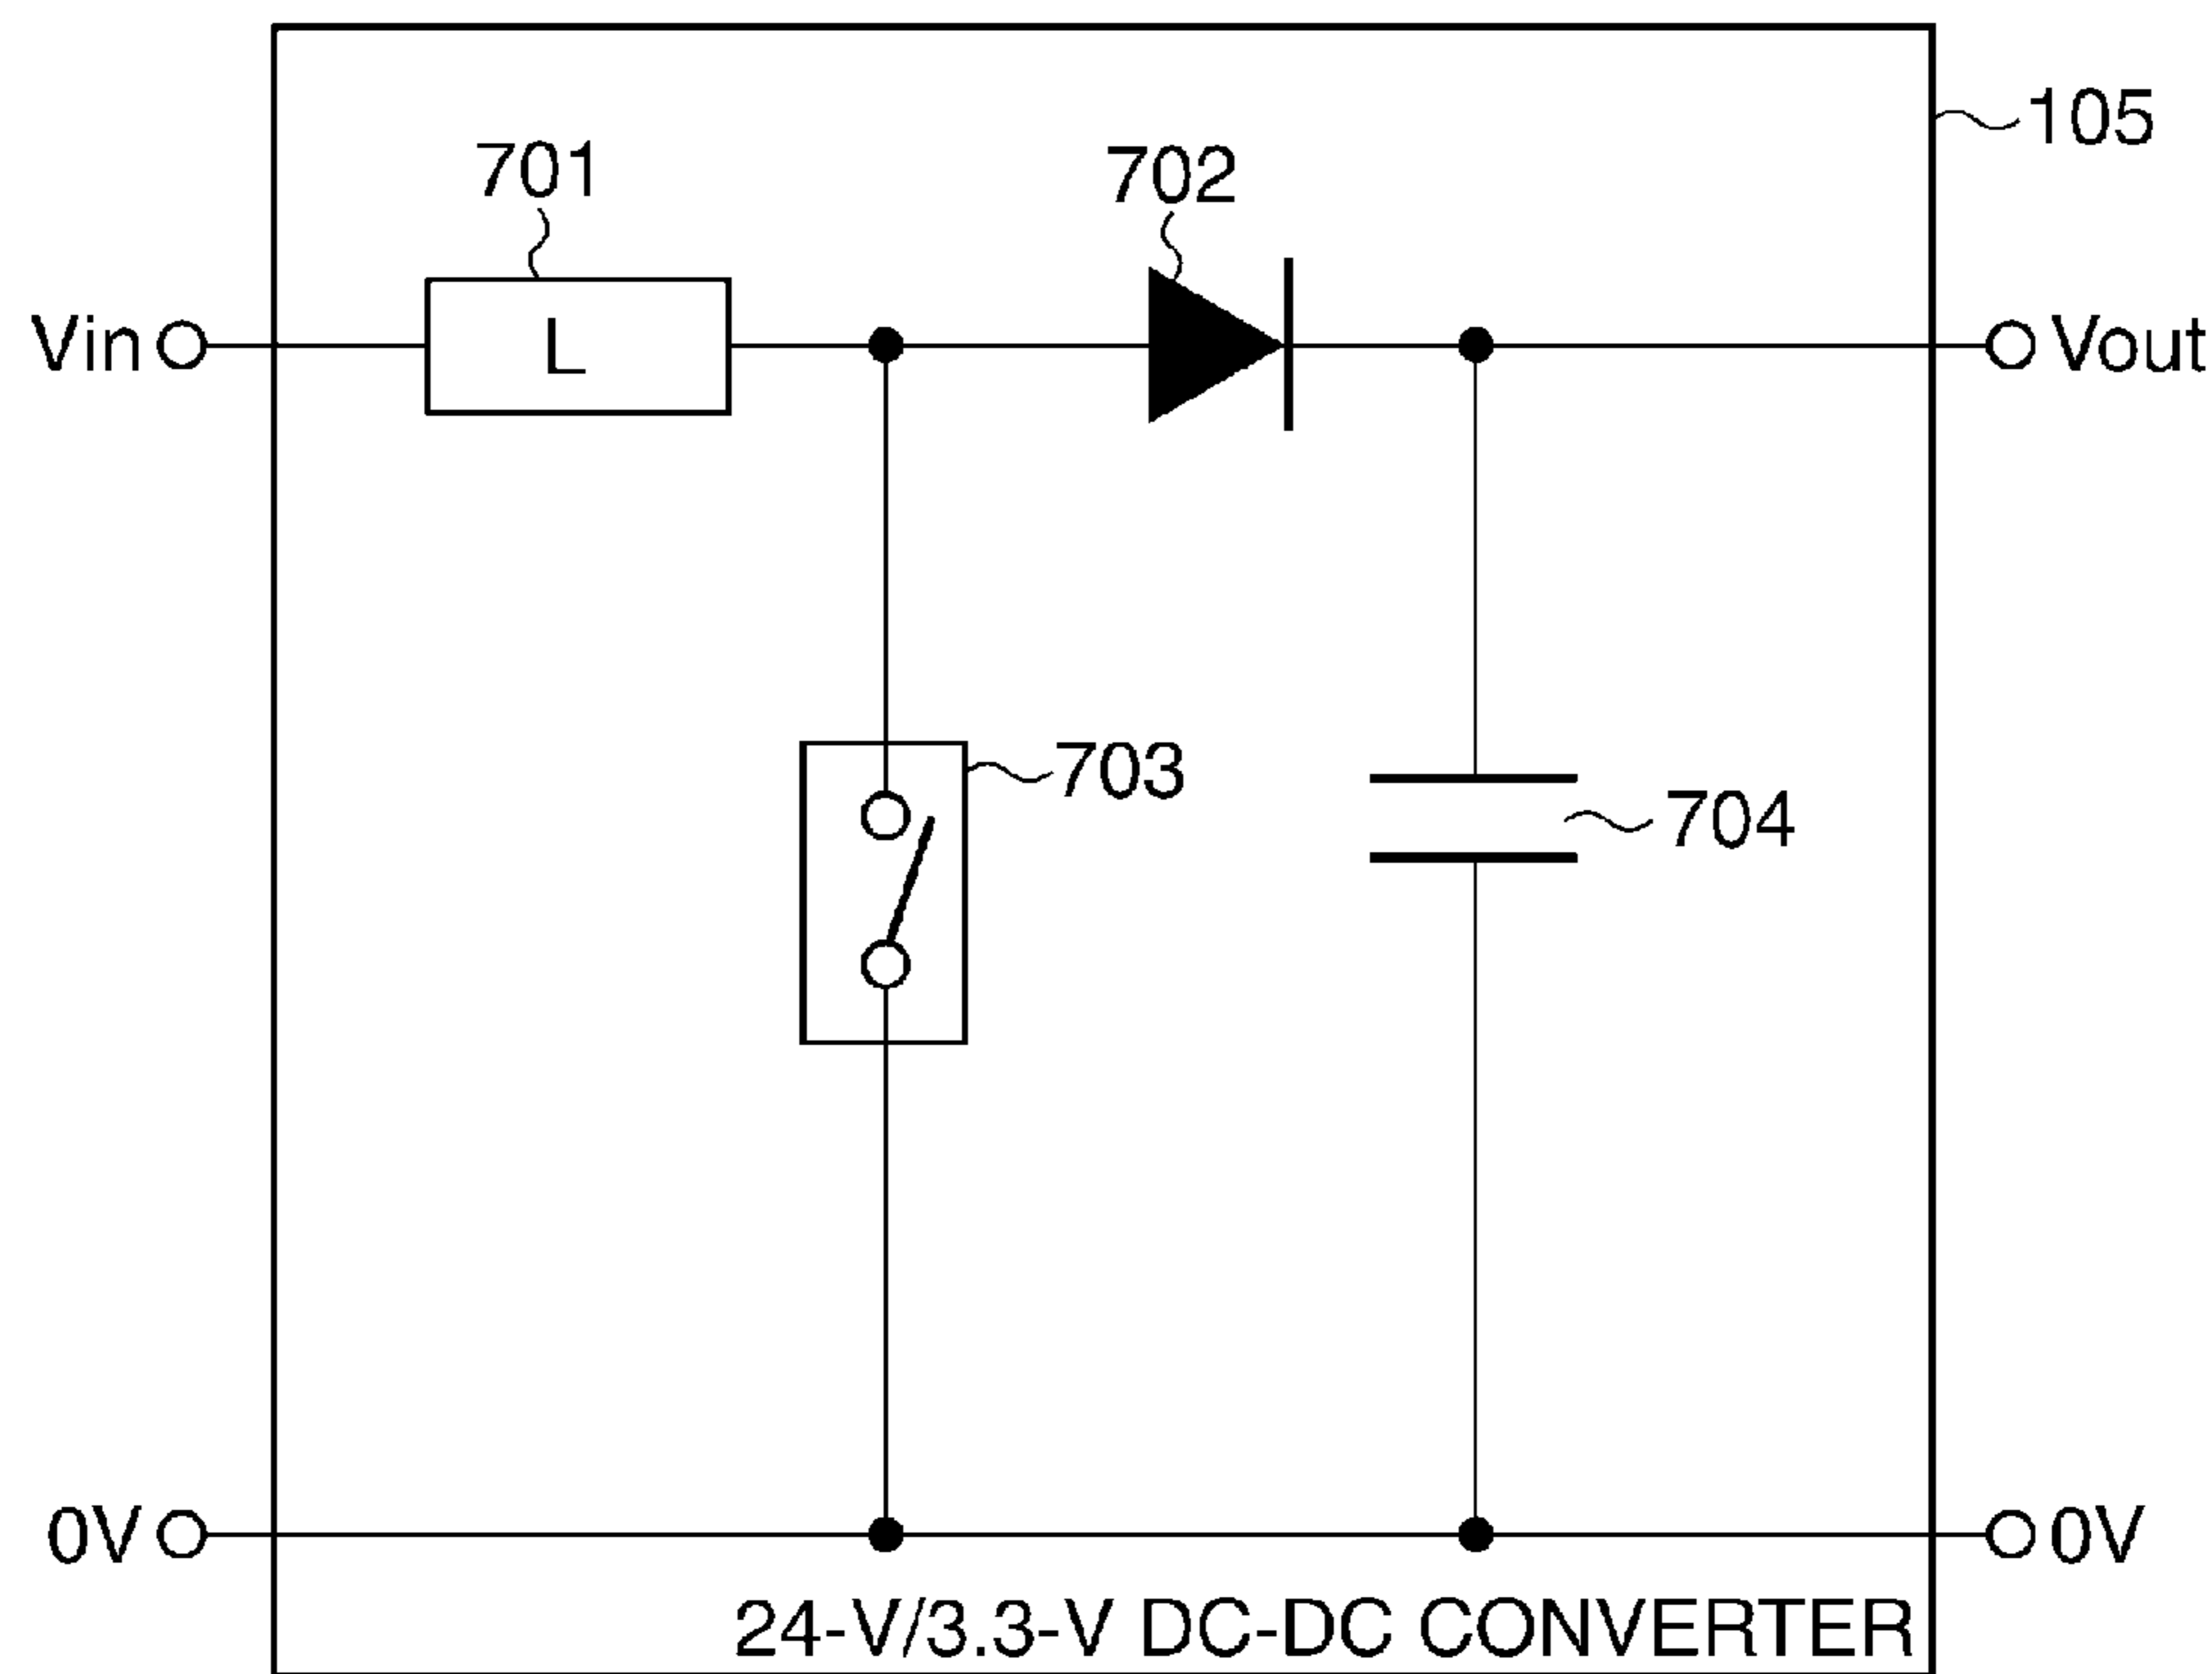 105
701
702
Vin
L
Vout
703
704
0V
0V
24-V/3.3-V DC-DC CONVERTER